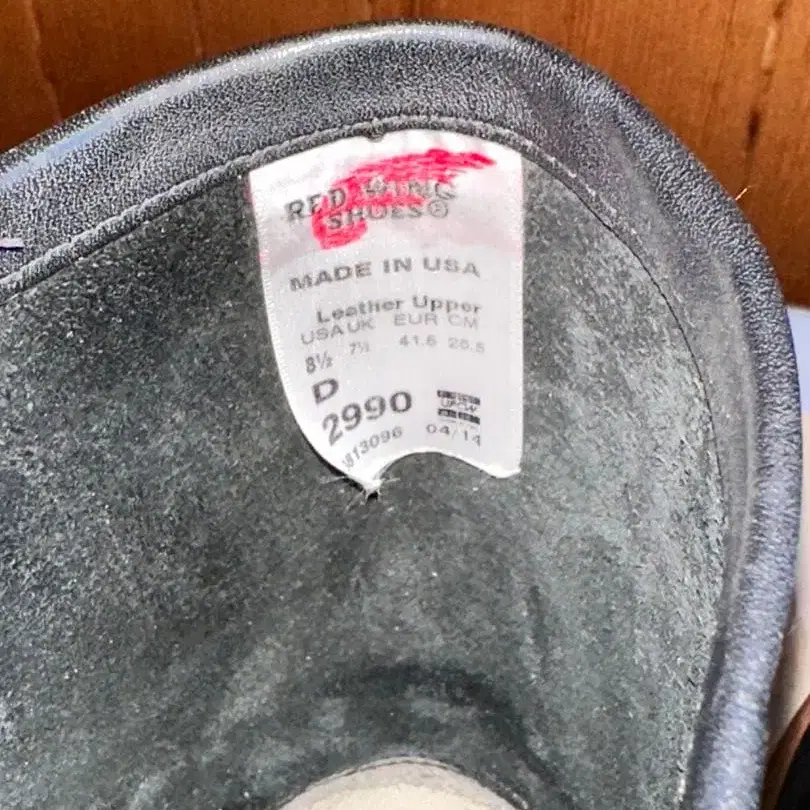 RED WING
SHOES®
MADE IN USA
Leather Upper
USA UK EUR CM
8½ 7½ 41.5 26.5
D
2990
813096 04/14